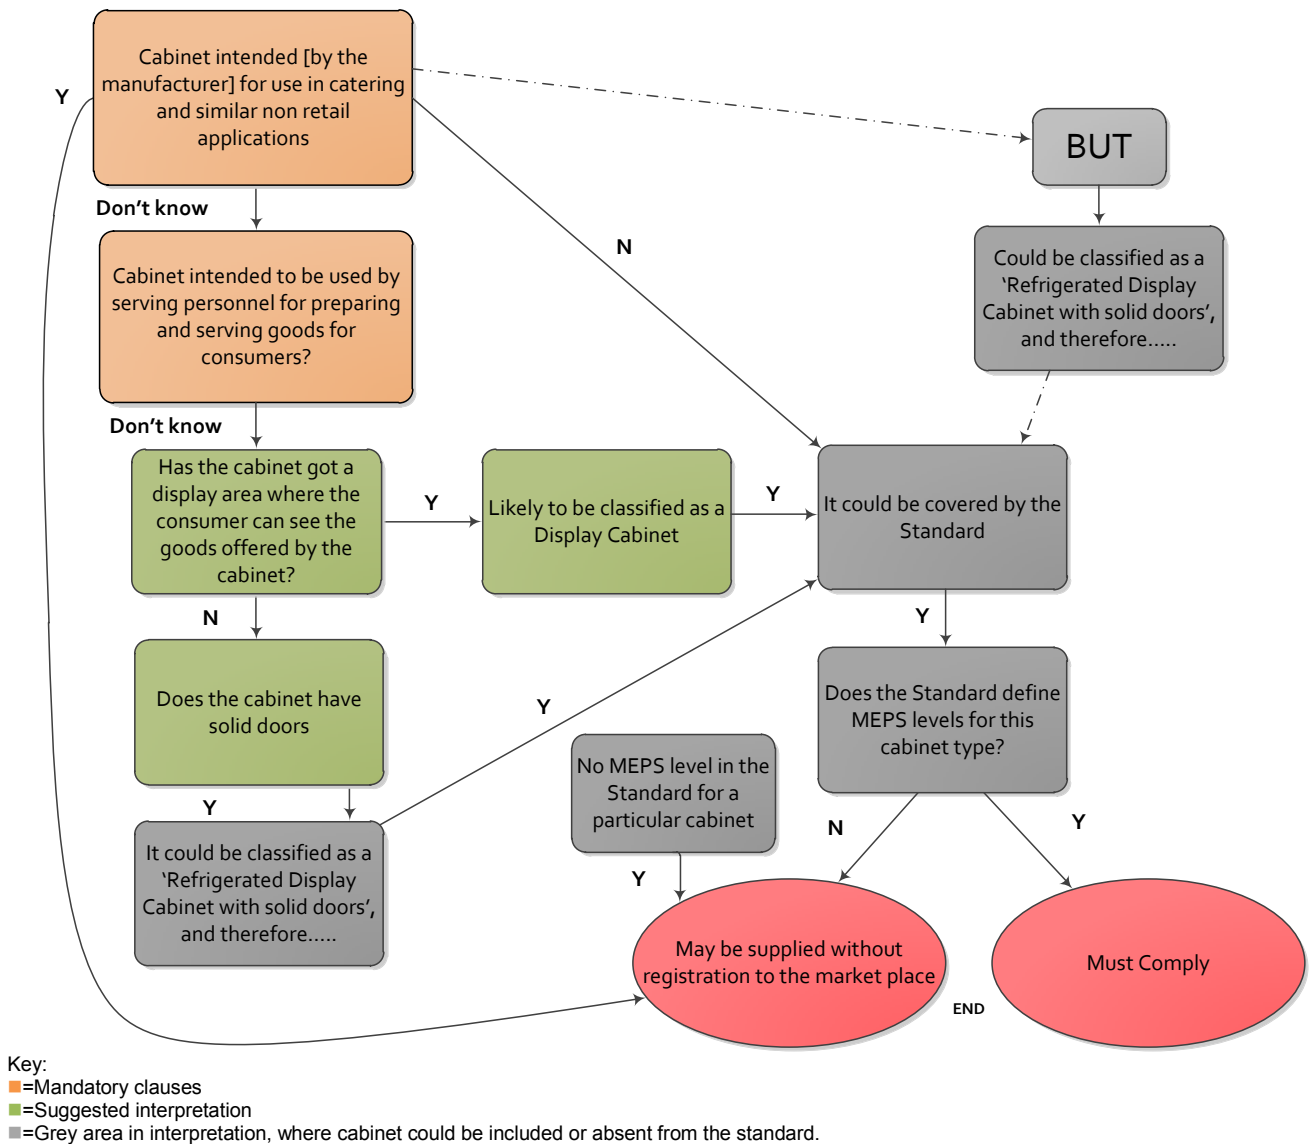 Cabinet intended [by the
manufacturer] for use in catering
and similar non retail
applications
Y
BUT
Don't know
N
Cabinet intended to be used by
serving personnel for preparing
and serving goods for
consumers?
Could be classified as a
‘Refrigerated Display
Cabinet with solid doors’,
and therefore.....
Don't know
Has the cabinet got a
display area where the
consumer can see the
goods offered by the
cabinet?
Y
Likely to be classified as a
Display Cabinet
Y
It could be covered by the
Standard
N
Y
Does the cabinet have
solid doors
Does the Standard define
MEPS levels for this
cabinet type?
Y
No MEPS level in the
Standard for a
particular cabinet
Y
N
Y
It could be classified as a
‘Refrigerated Display
Cabinet with solid doors’,
and therefore.....
Y
May be supplied without
registration to the market place
END
Must Comply
Key:
=Mandatory clauses
=Suggested interpretation
=Grey area in interpretation, where cabinet could be included or absent from the standard.